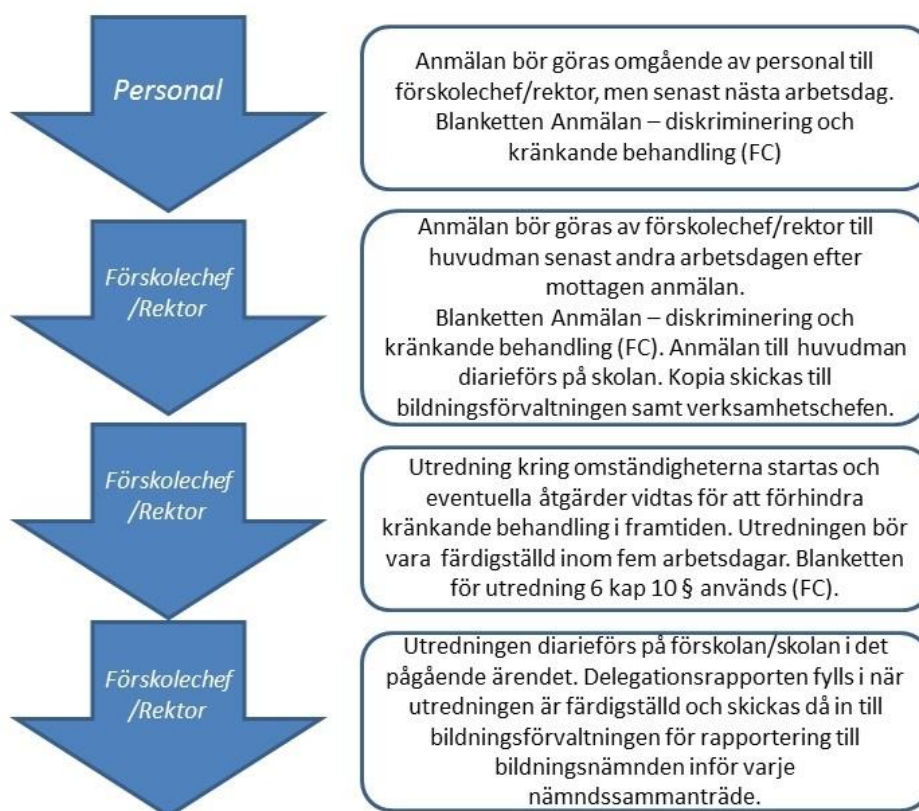 Personal
Anmälan bör göras omgående av personal till
förskolechef/rektor, men senast nästa arbetsdag.
Blanketten Anmälan – diskriminering och
kränkande behandling (FC)
Förskolechef
/Rektor
Anmälan bör göras av förskolechef/rektor till
huvudman senast andra arbetsdagen efter
mottagen anmälan.
Blanketten Anmälan – diskriminering och
kränkande behandling (FC). Anmälan till huvudman
diarieförs på skolan. Kopia skickas till
bildningsförvaltningen samt verksamhetschefen.
Förskolechef
/Rektor
Utredning kring omständigheterna startas och
eventuella åtgärder vidtas för att förhindra
kränkande behandling i framtiden. Utredningen bör
vara färdigställd inom fem arbetsdagar. Blanketten
för utredning 6 kap 10 § används (FC).
Förskolechef
/Rektor
Utredningen diarieförs på förskolan/skolan i det
pågående ärendet. Delegationsrapporten fylls i när
utredningen är färdigställd och skickas då in till
bildningsförvaltningen för rapportering till
bildningsnämnden inför varje
nämndssammanträde.